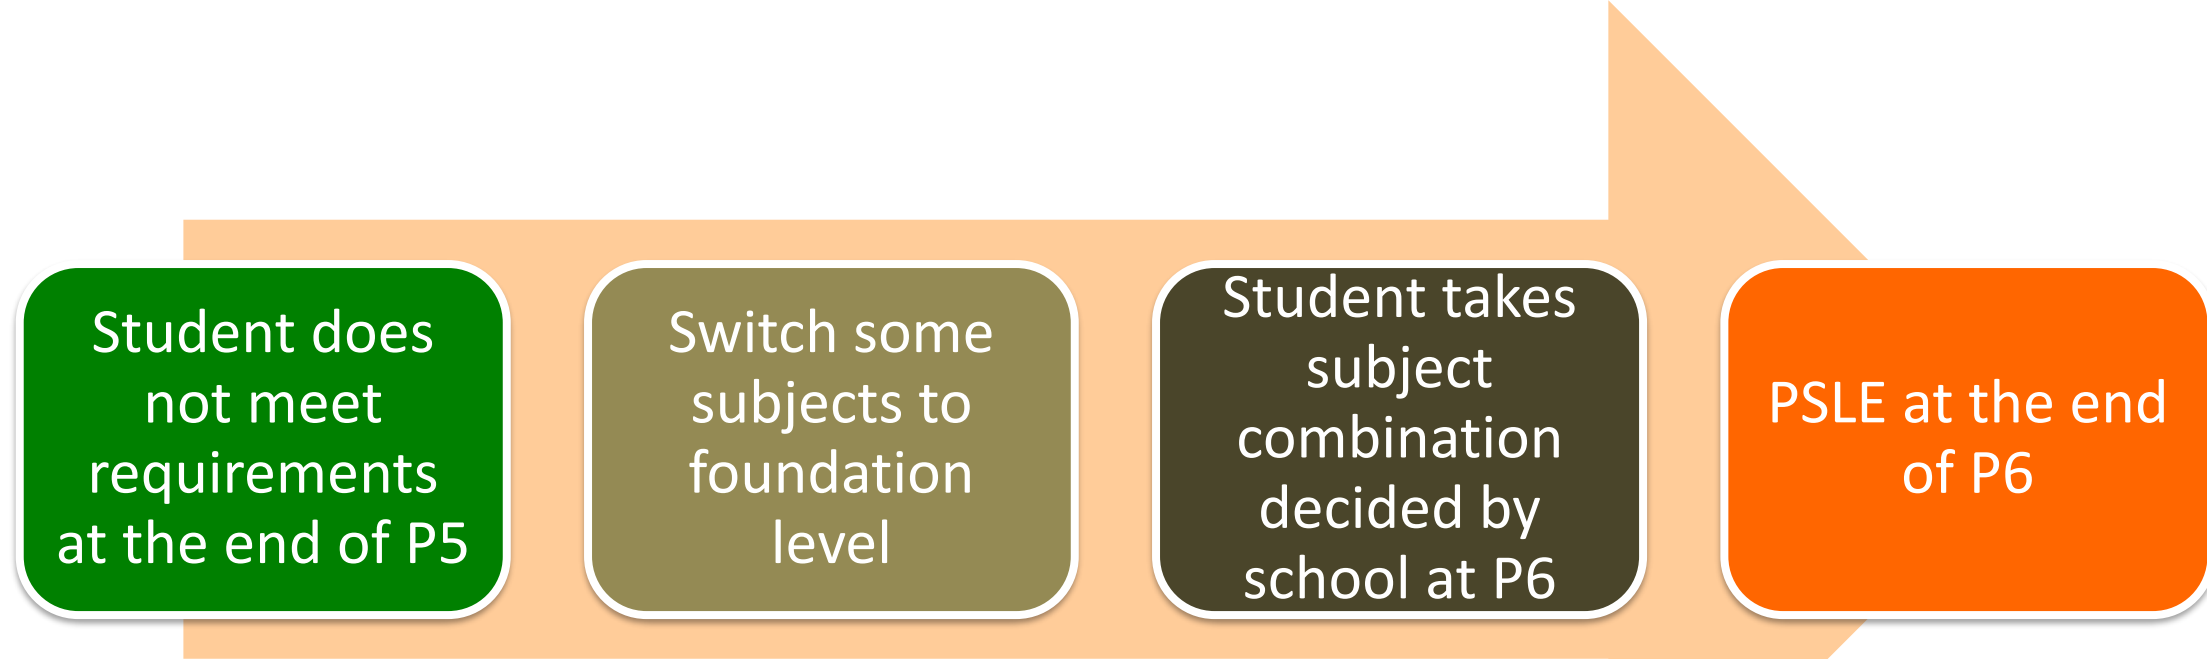 Student does
not meet
requirements
at the end of P5
Switch some
subjects to
foundation
level
Student takes
subject
combination
decided by
school at P6
PSLE at the end
of P6